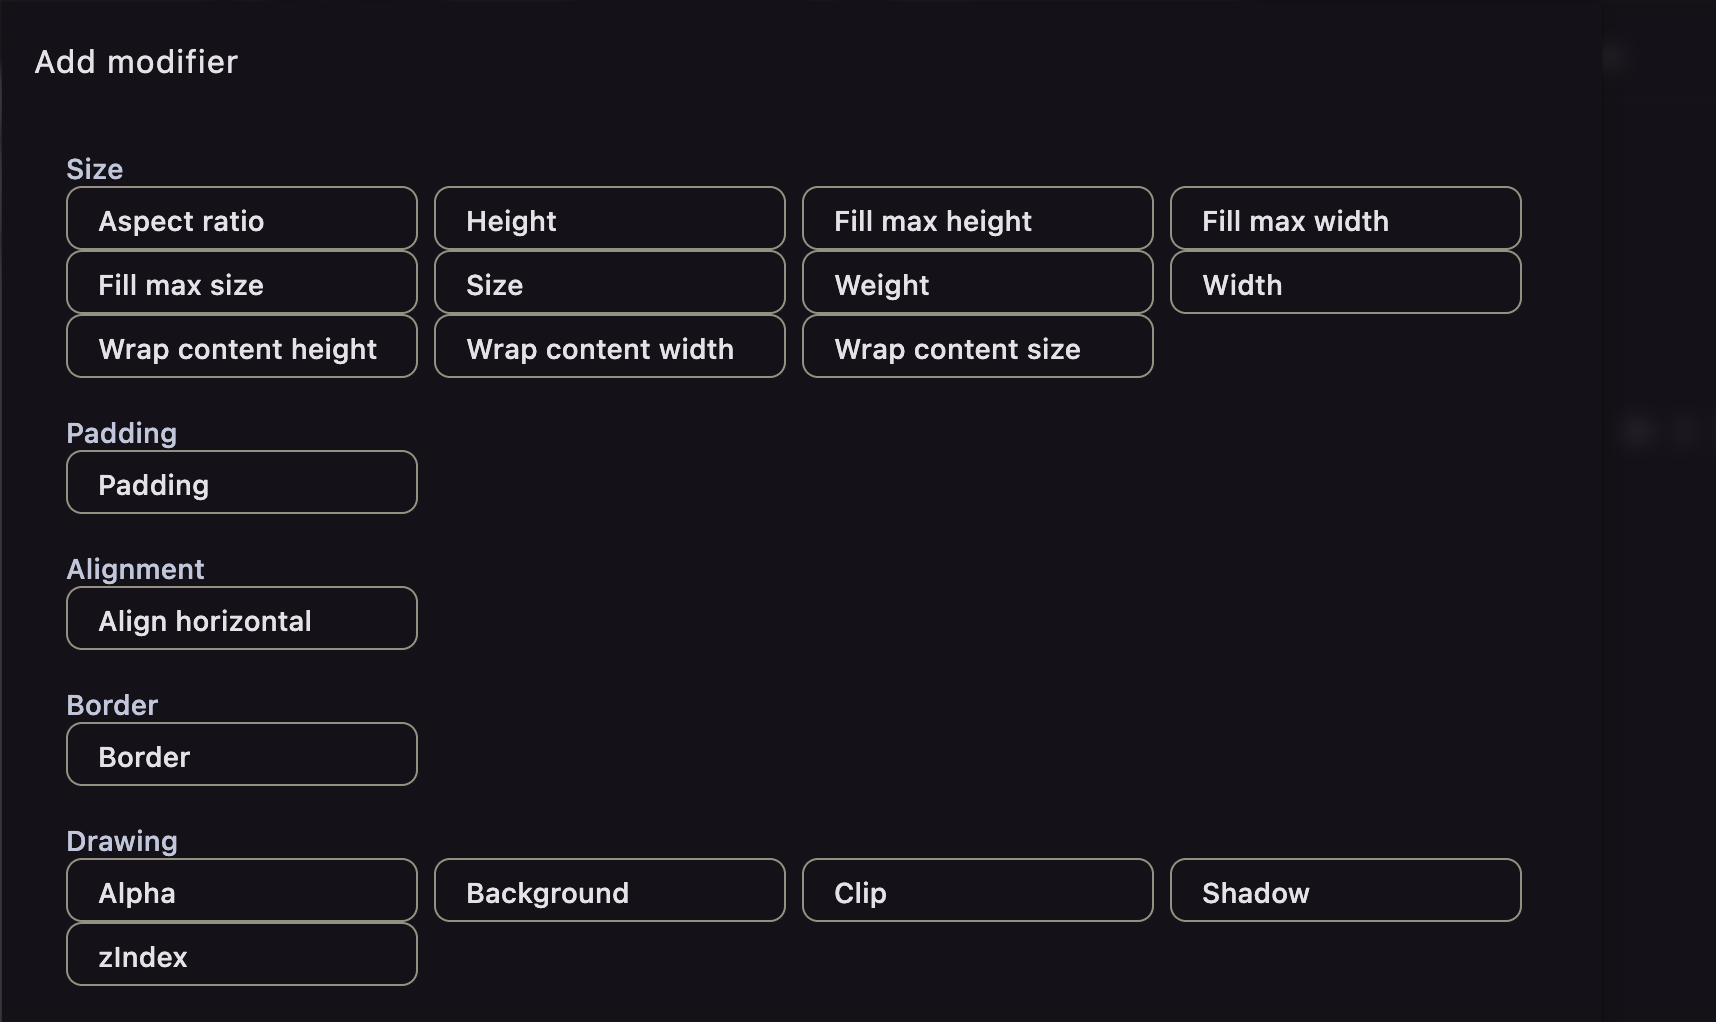 Add modifier
Size
Aspect ratio
Height
Fill max height
Fill max width
Fill max size
Size
Weight
Width
Wrap content height
Wrap content width
Wrap content size
Padding
Padding
Alignment
Align horizontal
Border
Border
Drawing
Alpha
Background
Clip
Shadow
zIndex